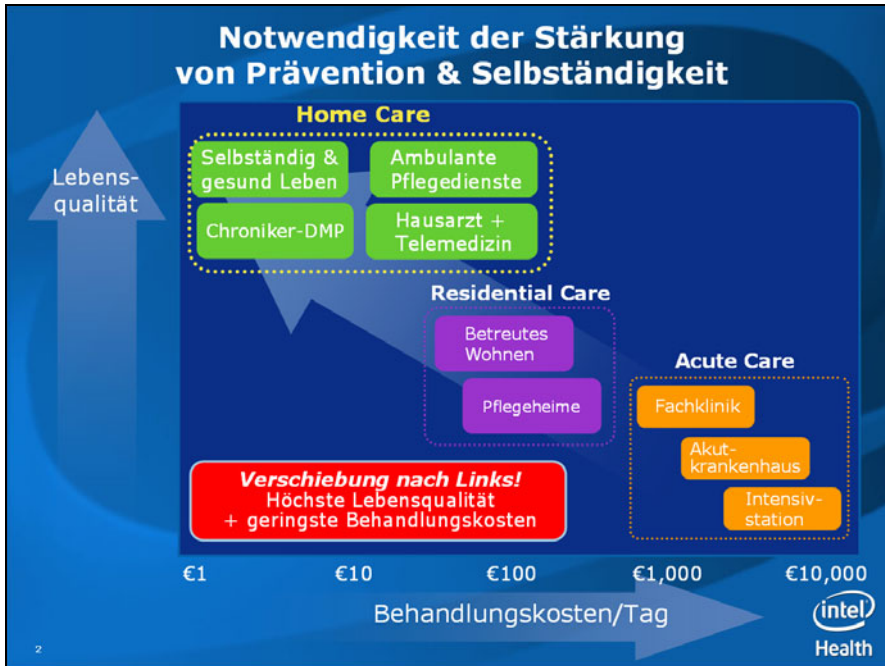 Notwendigkeit der Stärkung
von Prävention & Selbständigkeit
Lebens-
qualität
Home Care
Selbständig &
gesund Leben
Ambulante
Pflegedienste
Chroniker-DMP
Hausarzt +
Telemedizin
Residential Care
Betreutes
Wohnen
Pflegeheime
Acute Care
Fachklinik
Akut-
krankenhaus
Intensiv-
station
Verschiebung nach Links!
Höchste Lebensqualität
+ geringste Behandlungskosten
€1 €10 €100 €1,000 €10,000
Behandlungskosten/Tag
intel
Health
2